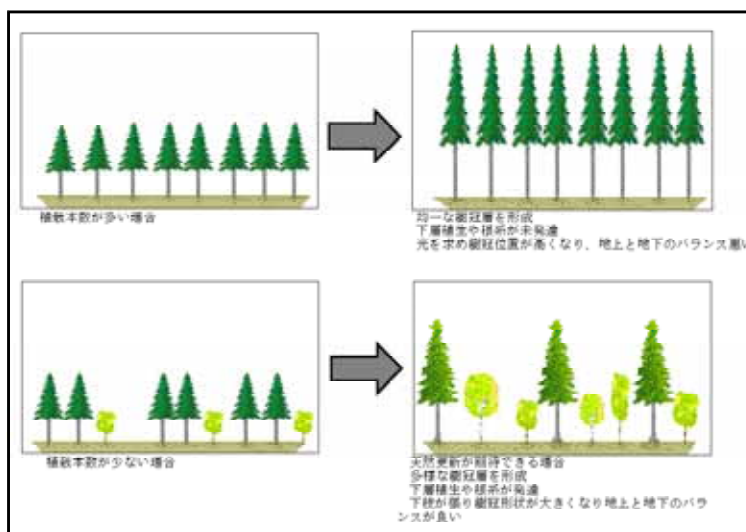 植栽本数が多い場合
均一な樹冠層を形成
下層植生や根系が未発達
光を求め樹冠位置が高くなり、地上と地下のバランス悪い
植栽本数が少ない場合
天然更新が期待できる場合
多様な樹冠層を形成
下層植生や根系が発達
下枝が張り樹冠形状が大きくなり地上と地下のバラ
ンスが良い